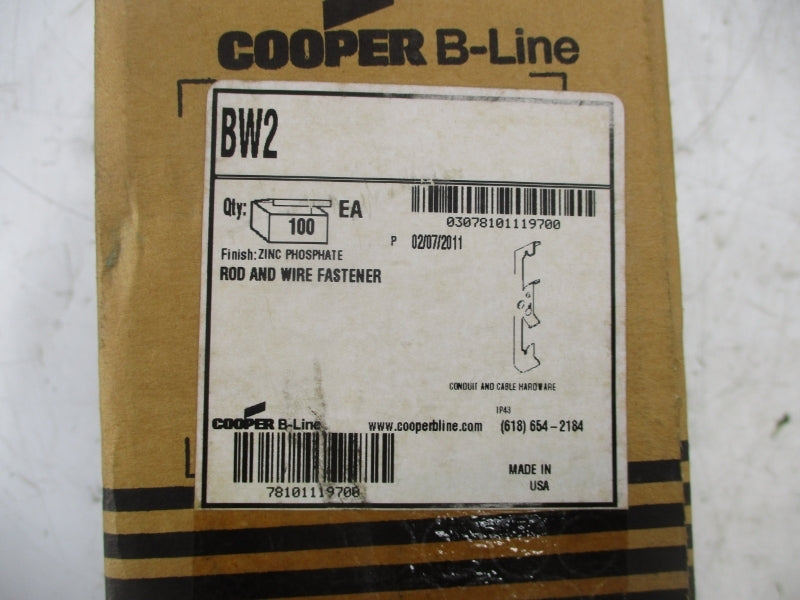 COOPER B-Line
BW2
Qty: 100 EA
03078101119700
P 02/07/2011
Finish: ZINC PHOSPHATE
ROD AND WIRE FASTENER
CONDUIT AND CABLE HARDWARE
IP43
COOPER B-Line www.cooperbline.com (618) 654-2184
78101119700
MADE IN
USA